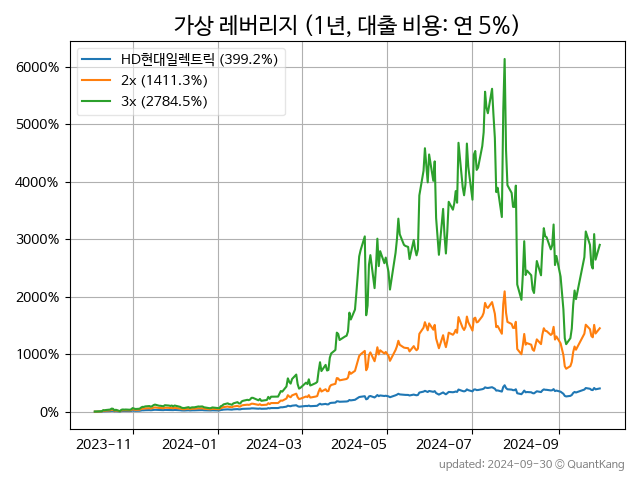 가상 레버리지 (1년, 대출 비용: 연 5%)
HD현대일렉트릭 (399.2%)
2x (1411.3%)
3x (2784.5%)
6000%
5000%
4000%
3000%
2000%
1000%
0%
2023-11 2024-01 2024-03 2024-05 2024-07 2024-09
updated: 2024-09-30 © QuantKang